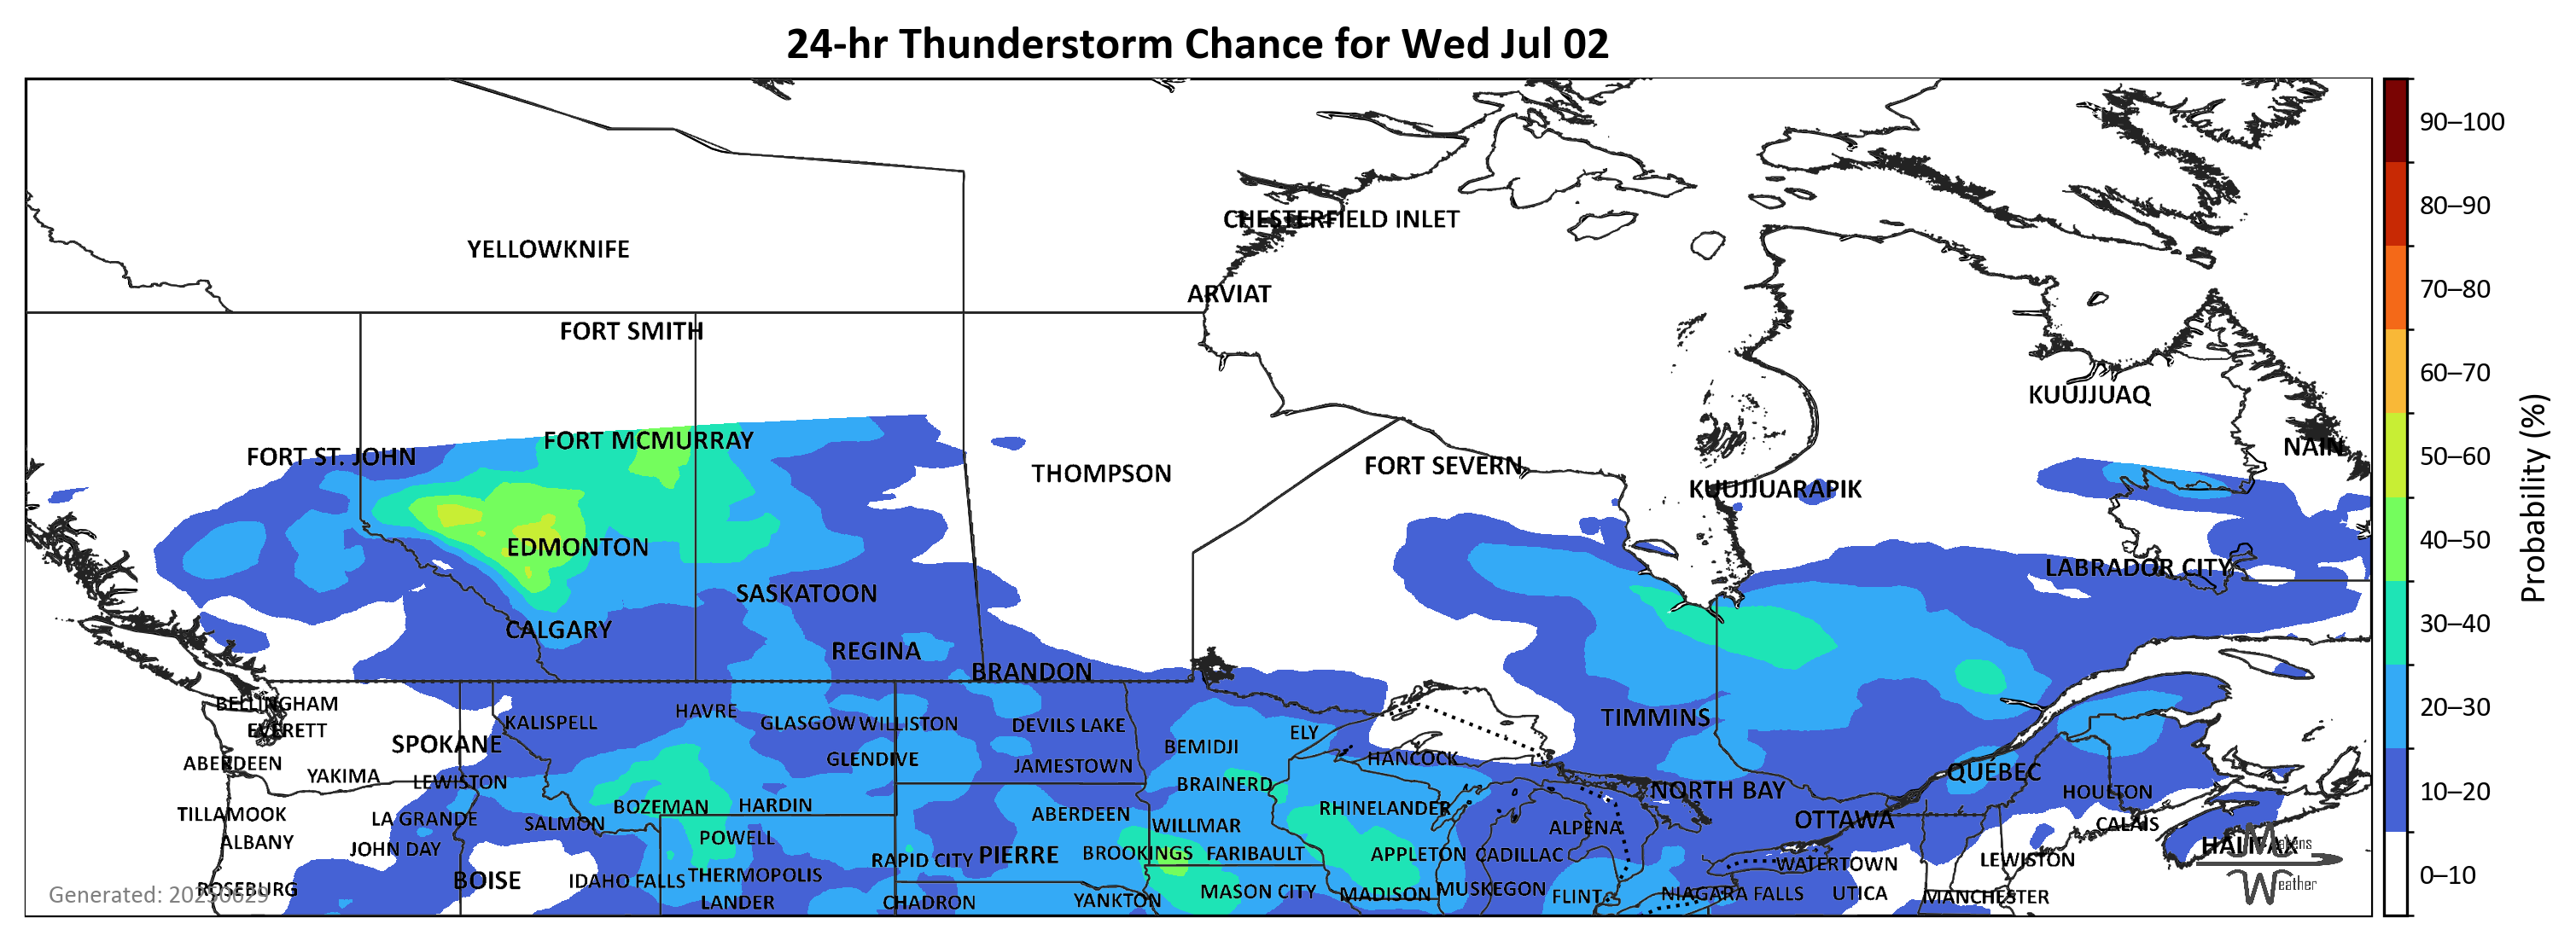 24-hr Thunderstorm Chance for Wed Jul 02
90–100
80–90
CHESTERFIELD INLET
YELLOWKNIFE
70–80
ARVIAT
FORT SMITH
60–70
KUUJJUAQ
FORT MCMURRAY
NAIN
FORT ST. JOHN
50–60
FORT SEVERN
THOMPSON
KUUJJUARAPIK
Probability (%)
40–50
EDMONTON
LABRADOR CITY
SASKATOON
30–40
CALGARY
REGINA
BRANDON
BELLINGHAM
HAVRE
20–30
TIMMINS
KALISPELL
GLASGOW WILLISTON
DEVILS LAKE
EVERETT
ELY
SPOKANE
BEMIDJI
GLENDIVE
HANCOCK
ABERDEEN
JAMESTOWN
QUÉBEC
YAKIMA
LEWISTON
BRAINERD
NORTH BAY
HOULTON
10–20
BOZEMAN
HARDIN
RHINELANDER
TILLAMOOK
LA GRANDE
SALMON
ABERDEEN
WILLMAR
ALPENA
OTTAWA
CALAIS
ALBANY
POWELL
HALIFAX
JOHN DAY
RAPID CITY
PIERRE
BROOKINGS
FARIBAULT
APPLETON
CADILLAC
WATERTOWN
LEWISTON
BOISE
IDAHO FALLS
THERMOPOLIS
0–10
ROSEBURG
MASON CITY
MADISON
MUSKEGON
FLINT
NIAGARA FALLS
UTICA
MANCHESTER
LANDER
CHADRON
YANKTON
Generated: 20250629
Weather